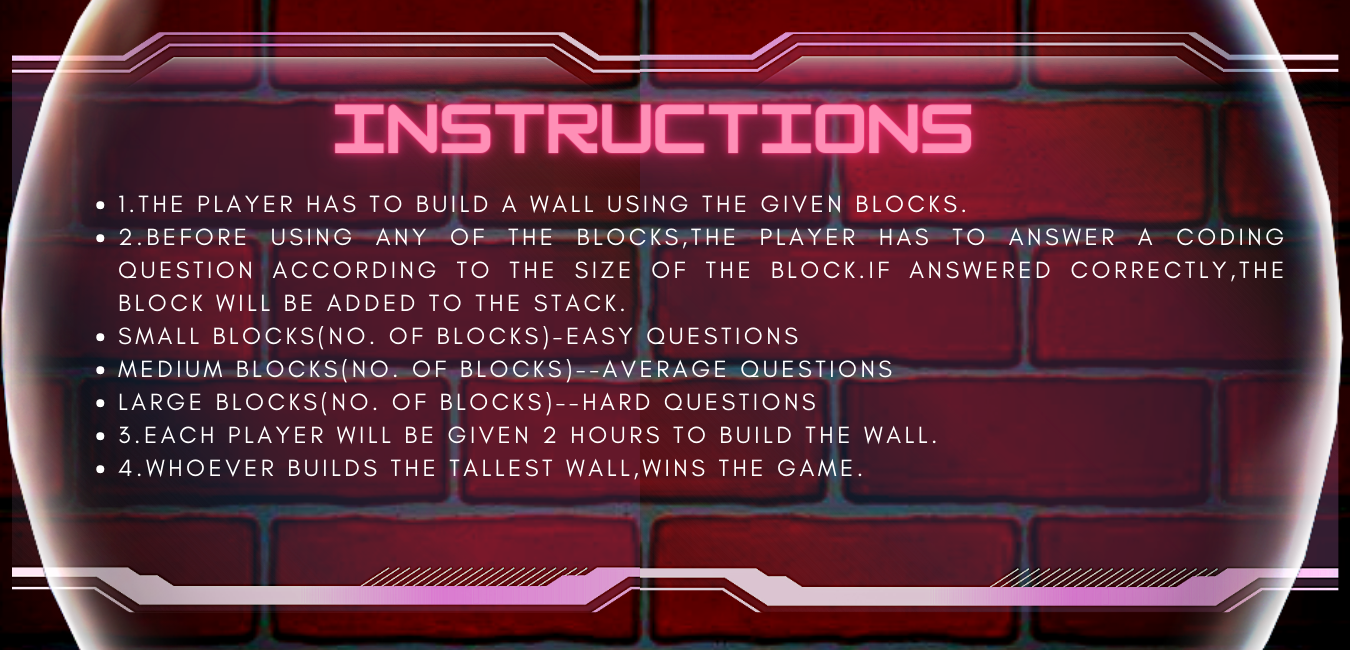 INSTRUCTIONS
• 1.THE PLAYER HAS TO BUILD A WALL USING THE GIVEN BLOCKS.
• 2.BEFORE USING ANY OF THE BLOCKS,THE PLAYER HAS TO ANSWER A CODING
QUESTION ACCORDING TO THE SIZE OF THE BLOCK.IF ANSWERED CORRECTLY,THE
BLOCK WILL BE ADDED TO THE STACK.
• SMALL BLOCKS(NO. OF BLOCKS)-EASY QUESTIONS
• MEDIUM BLOCKS(NO. OF BLOCKS)--AVERAGE QUESTIONS
• LARGE BLOCKS(NO. OF BLOCKS)--HARD QUESTIONS
• 3.EACH PLAYER WILL BE GIVEN 2 HOURS TO BUILD THE WALL.
• 4.WHOEVER BUILDS THE TALLEST WALL,WINS THE GAME.